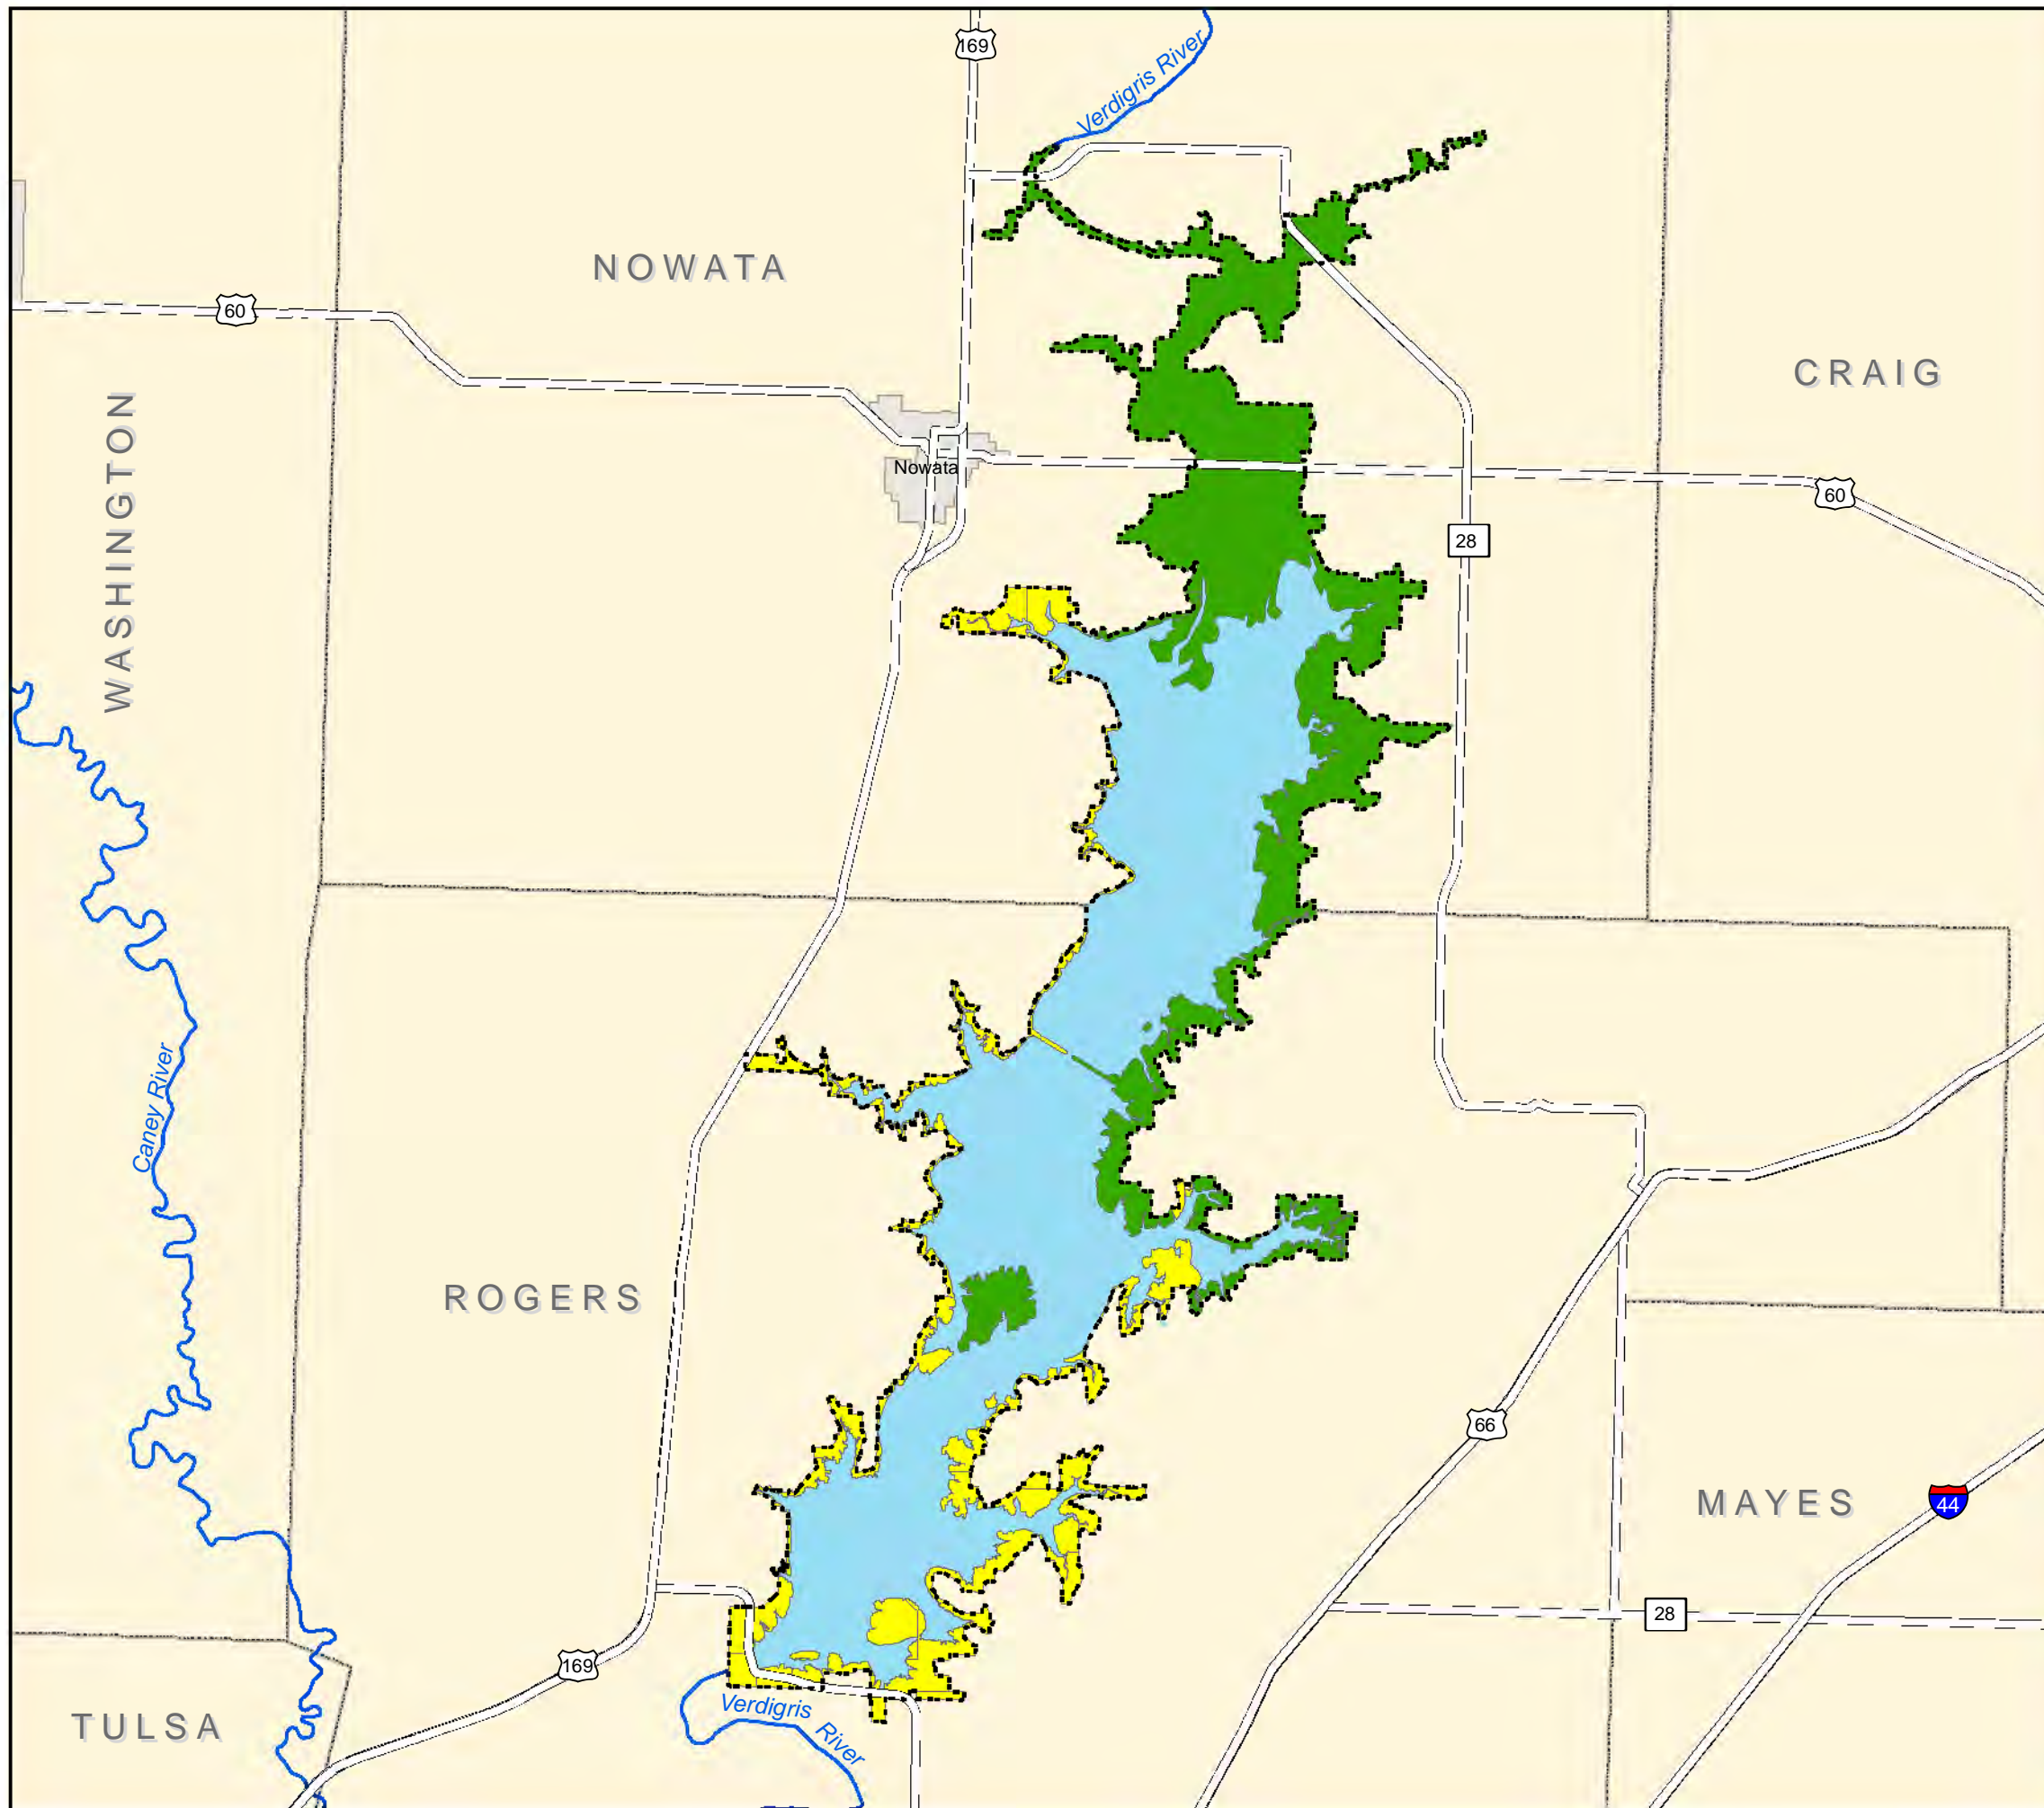 169
Verdigris River
NOWATA
60
CRAIG
WASHINGTON
Nowata
60
28
Caney River
ROGERS
66
MAYES
44
28
169
Verdigris River
TULSA